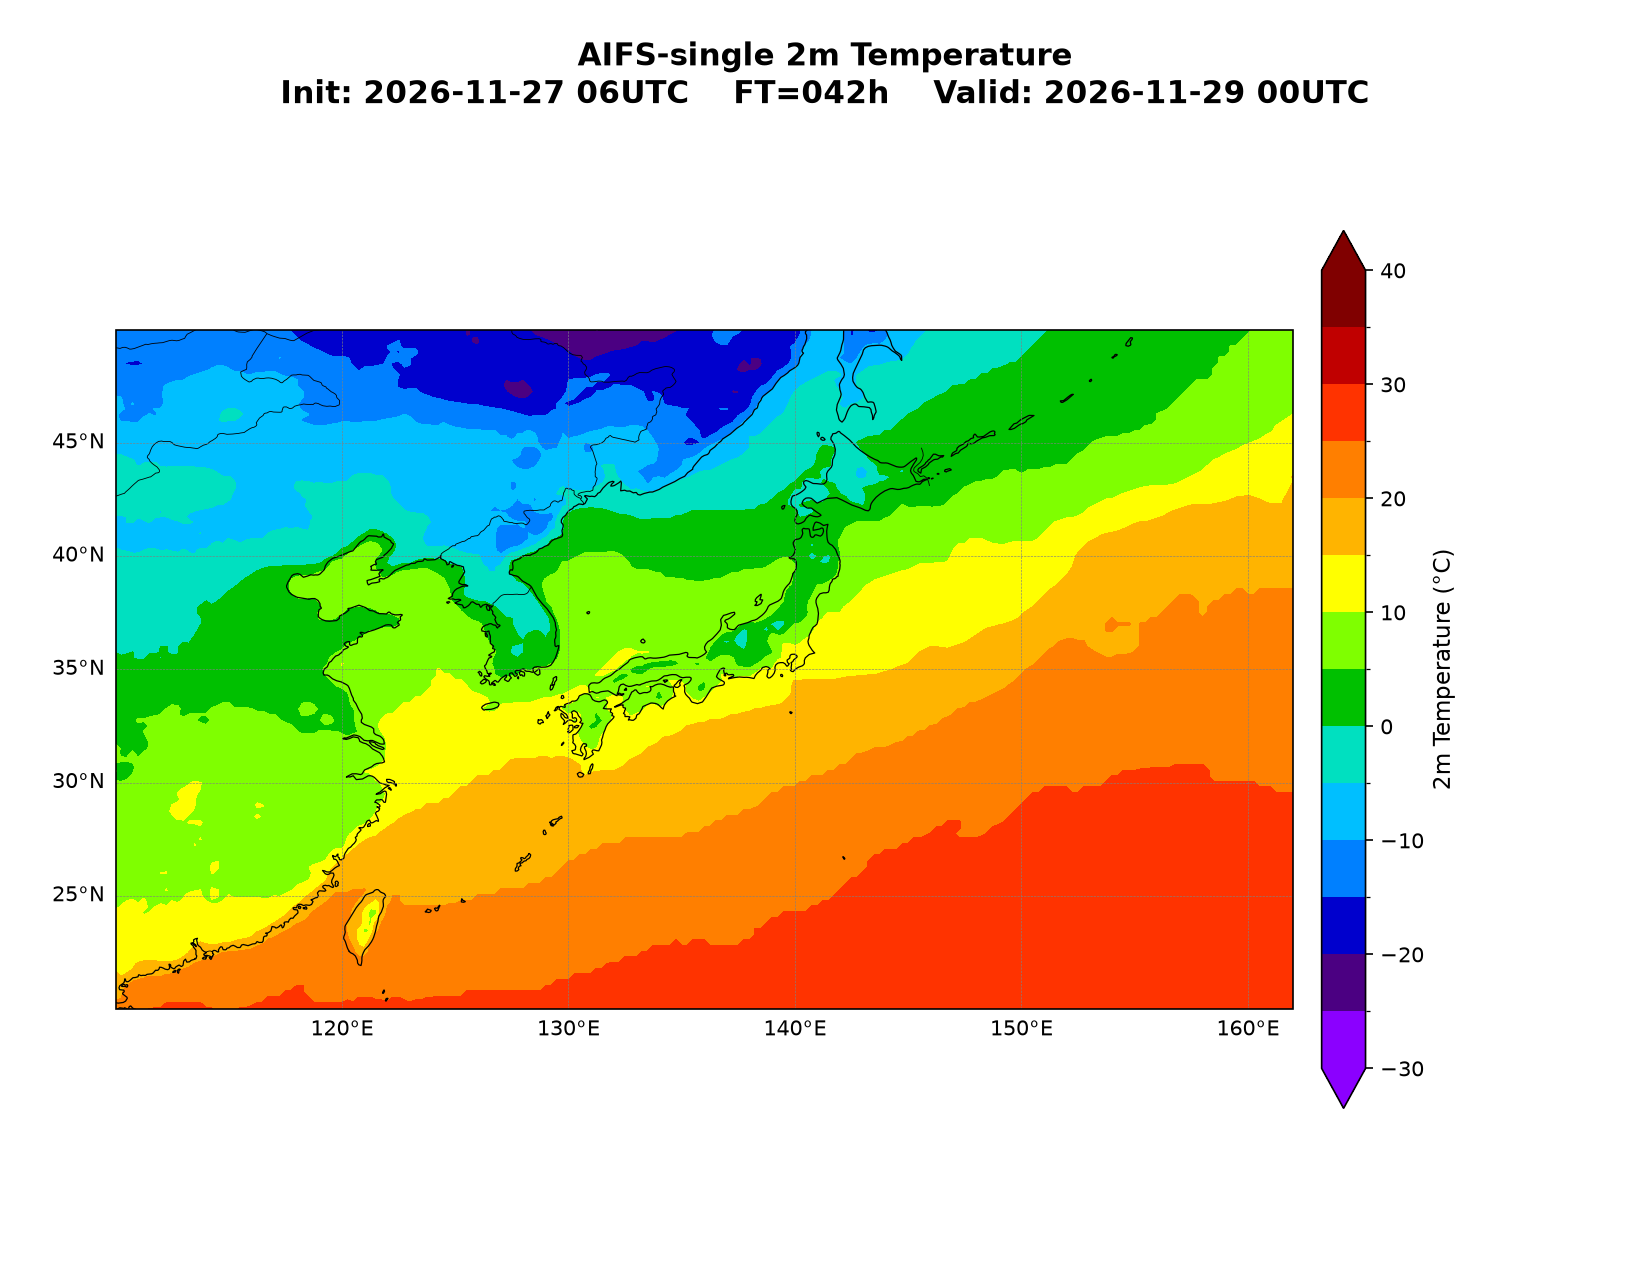 AIFS-single 2m Temperature
Init: 2026-11-27 06UTC    FT=042h    Valid: 2026-11-29 00UTC
40
30
20
10
0
−10
−20
−30
2m Temperature (°C)
45°N
40°N
35°N
30°N
25°N
120°E
130°E
140°E
150°E
160°E